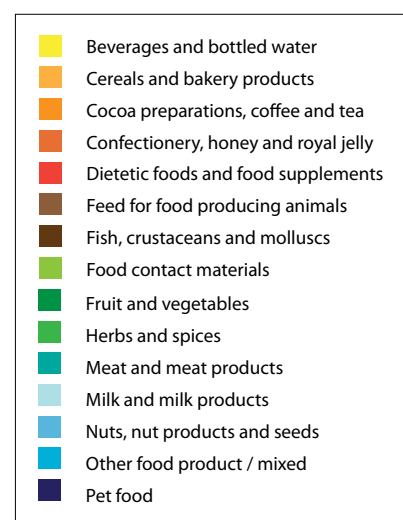 Beverages and bottled water
Cereals and bakery products
Cocoa preparations, coffee and tea
Confectionery, honey and royal jelly
Dietetic foods and food supplements
Feed for food producing animals
Fish, crustaceans and molluscs
Food contact materials
Fruit and vegetables
Herbs and spices
Meat and meat products
Milk and milk products
Nuts, nut products and seeds
Other food product / mixed
Pet food